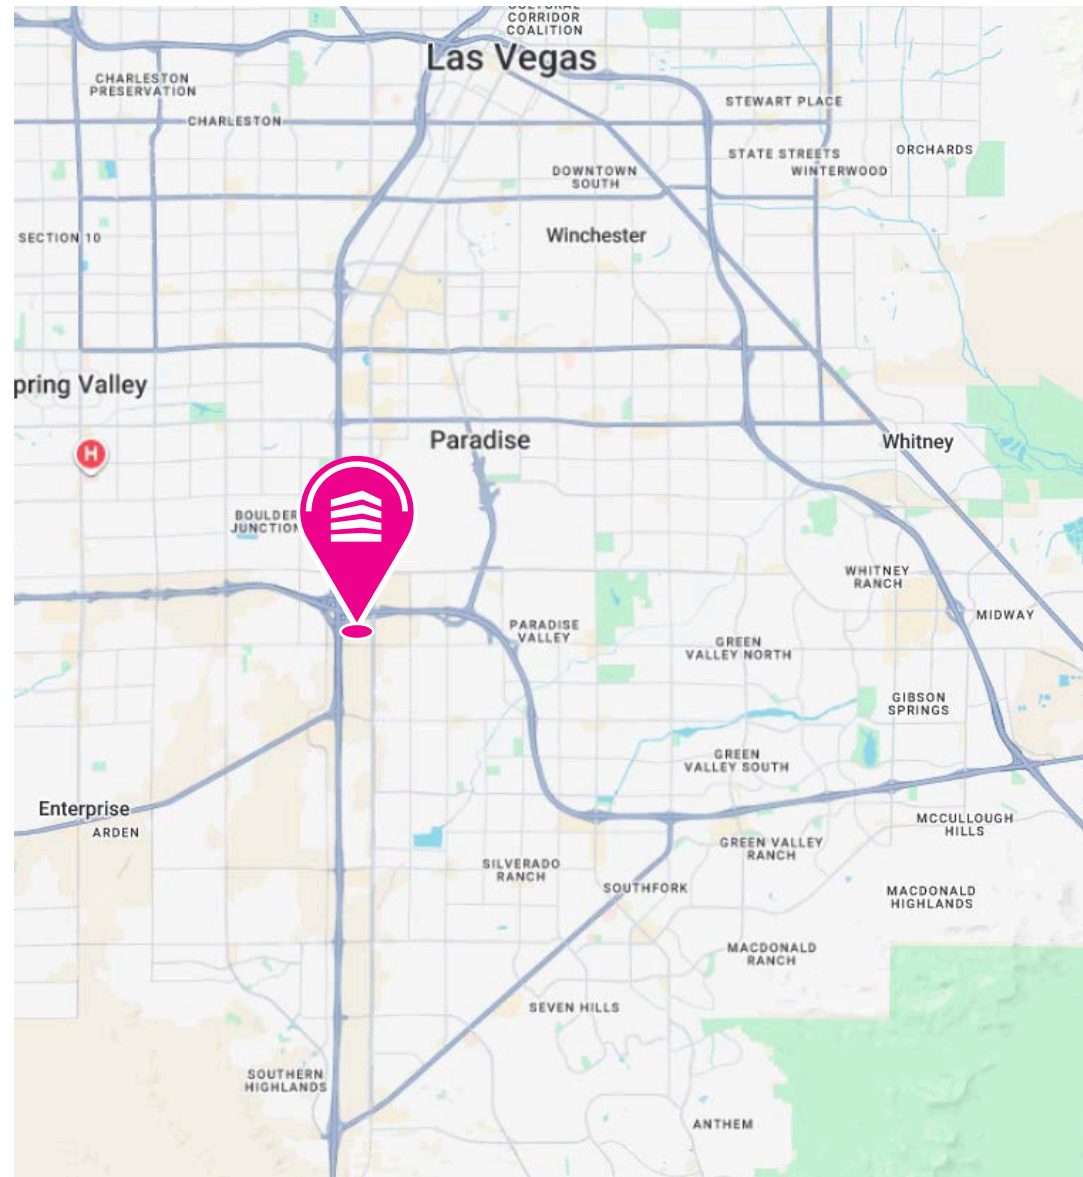 CULTURAL
CORRIDOR
COALITION
Las Vegas
CHARLESTON
PRESERVATION
STEWART PLACE
CHARLESTON
ORCHARDS
STATE STREETS
WINTERWOOD
DOWNTOWN
SOUTH
SECTION 10
Winchester
pring Valley
Paradise
Whitney
H
BOULDER
JUNCTION
WHITNEY
RANCH
MIDWAY
PARADISE
VALLEY
GREEN
VALLEY NORTH
GIBSON
SPRINGS
GREEN
VALLEY SOUTH
Enterprise
ARDEN
MCCULLOUGH
HILLS
GREEN VALLEY
RANCH
SILVERADO
RANCH
SOUTHFORK
MACDONALD
HIGHLANDS
MACDONALD
RANCH
SEVEN HILLS
SOUTHERN
HIGHLANDS
ANTHEM